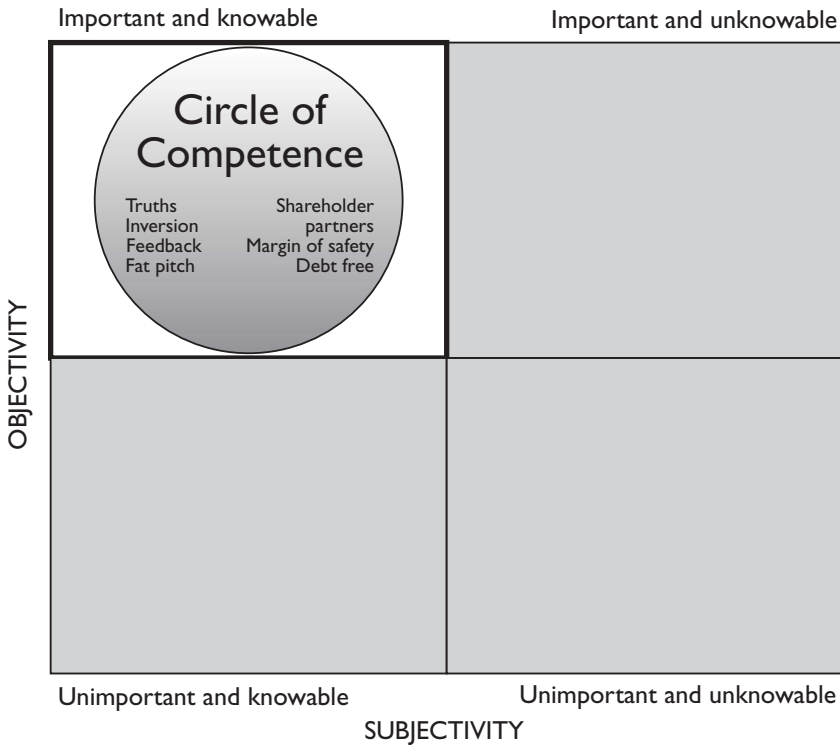 Important and knowable
Important and unknowable
Circle of
Competence
Truths
Inversion
Feedback
Fat pitch
Shareholder
partners
Margin of safety
Debt free
OBJECTIVITY
Unimportant and knowable
Unimportant and unknowable
SUBJECTIVITY